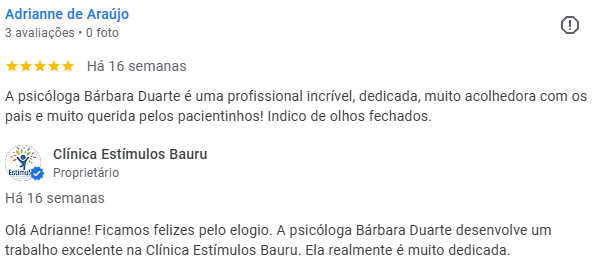 Adrianne de Araújo
3 avaliações • 0 foto
Há 16 semanas
A psicóloga Bárbara Duarte é uma profissional incrível, dedicada, muito acolhedora com os
pais e muito querida pelos pacientinhos! Indico de olhos fechados.
Clínica Estímulos Bauru
Proprietário
Há 16 semanas
Olá Adrianne! Ficamos felizes pelo elogio. A psicóloga Bárbara Duarte desenvolve um
trabalho excelente na Clínica Estímulos Bauru. Ela realmente é muito dedicada.